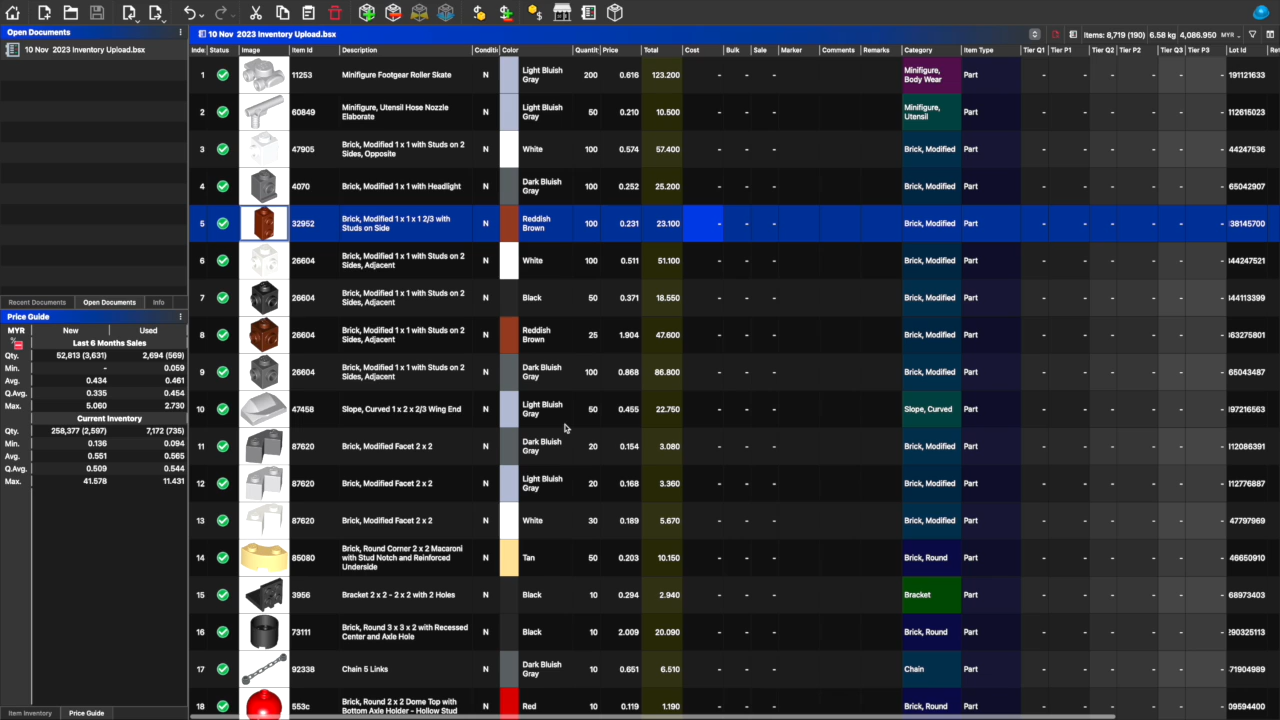 Open Documents
10 Nov 2023 Inventory Upload.bsx
Recent Documents Open Documents Info
Price Guide
MYR New Used
Last 6 Months Sales
52,619 (3,631) 2,694 (669)
Min. - 0.059
Avg. 0.434 0.461
0.335 0.454
Max. 5.060 2.730
Current Inventory
258,377 (2,597) 7,172 (735)
0.016 0.094
0.551 0.565
0.509 0.544
Max. 41.578 11.431
Item Inventory Price Guide
10 Nov 2023 Inventory Upload.bsx Items: 8,719 (190) 6.58 kg 4,086.950 MYR
Status Image Item Id Description Color Price Total Cost Bulk Sale Marker Comments Remarks Category Item Type Tier Q1 Tier P1 Tier Q2 Tier P2 Tier Q3 Tier P3 Lot Id
11253 Minifigure Footgear Roller Skate N Light Bluish Gray 200 0.616 123.200 - - Minifigure, Body Wear Part - - -
60849 Minifigure, Utensil Hose Nozzle Elaborate N Light Bluish Gray 50 0.210 10.500 - - Minifigure, Utensil Part - - -
3 47905 Brick, Modified 1 x 1 with Studs on 2 Sides, Opposite N White 100 0.574 57.400 - - Brick, Modified Part - - - 44247536
4 4070 Brick, Modified 1 x 1 with Headlight N Dark Bluish Gray 100 0.252 25.200 - - Brick, Modified Part - - -
5 32952 Brick, Modified 1 x 1 x 1 2/3 with Studs on Side N Reddish Brown 100 0.231 23.100 - - Brick, Modified Part - - -
6 26604 Brick, Modified 1 x 1 with Studs on 2 Sides, Adjacent N White 100 0.511 51.100 - - Brick, Modified Part - - - 144247521
7 26604 Brick, Modified 1 x 1 with Studs on 2 Sides, Adjacent N Black 50 0.371 18.550 - - Brick, Modified Part - - - 144113395
8 26604 Brick, Modified 1 x 1 with Studs on 2 Sides, Adjacent N Reddish Brown 25 1.904 47.600 - - Brick, Modified Part - - -
9 26604 Brick, Modified 1 x 1 with Studs on 2 Sides, Adjacent N Dark Bluish Gray 100 0.868 86.800 - - Brick, Modified Part - - - 650433487
10 47458 Slope, Curved 1 x 2 x 2/3 Wing End N Light Bluish Gray 50 0.455 22.750 - - Slope, Curved Part - - -
11 87620 Brick, Modified Facet 2 x 2 N Dark Bluish Gray 20 0.154 3.080 - - Brick, Modified Part - - - 112086391
12 87620 Brick, Modified Facet 2 x 2 N Light Bluish Gray 20 0.168 3.360 - - Brick, Modified Part - - - 112776887
13 87620 Brick, Modified Facet 2 x 2 N White 30 0.189 5.670 - - Brick, Modified Part - - - 47797965
14 85080 Brick, Round Corner 2 x 2 Macaroni with Stud Notch and Reinforced Underside N Tan 50 0.203 10.150 - - Brick, Round Part - - - 66650910
15 3956 Bracket 2 x 2 - 2 x 2 with 2 Holes N Black 10 0.294 2.940 - - Bracket Part - - - 65873403
16 73111 Brick, Round 3 x 3 x 2 with Recessed Center and Axle Hole N Black 10 2.009 20.090 - - Brick, Round Part - - -
17 92338 Chain 5 Links N Dark Bluish Gray 10 0.651 6.510 - - Chain Part - - - 71904989
18 553c Brick, Round 2 x 2 Dome Top with Bottom Axle Holder - Hollow Stud N Red 10 0.119 1.190 - - Brick, Round Part - - - 09594400